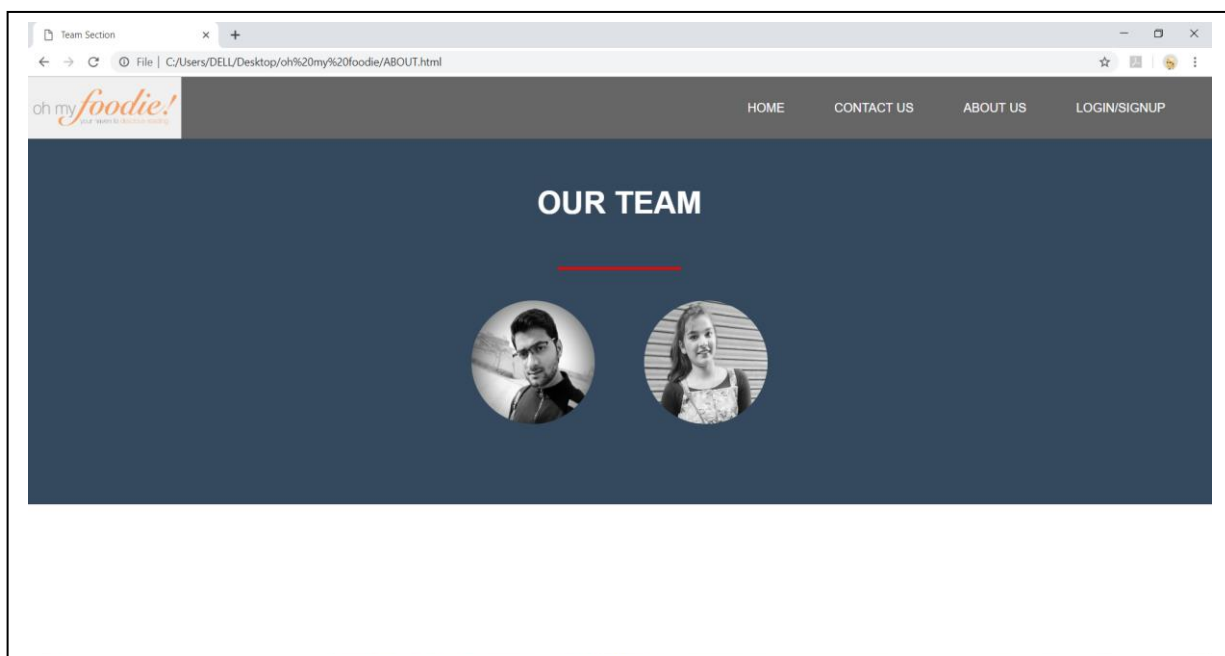 Team Section
File | C:/Users/DELL/Desktop/oh%20my%20foodie/ABOUT.html
oh my foodie!
HOME CONTACT US ABOUT US LOGIN/SIGNUP
OUR TEAM